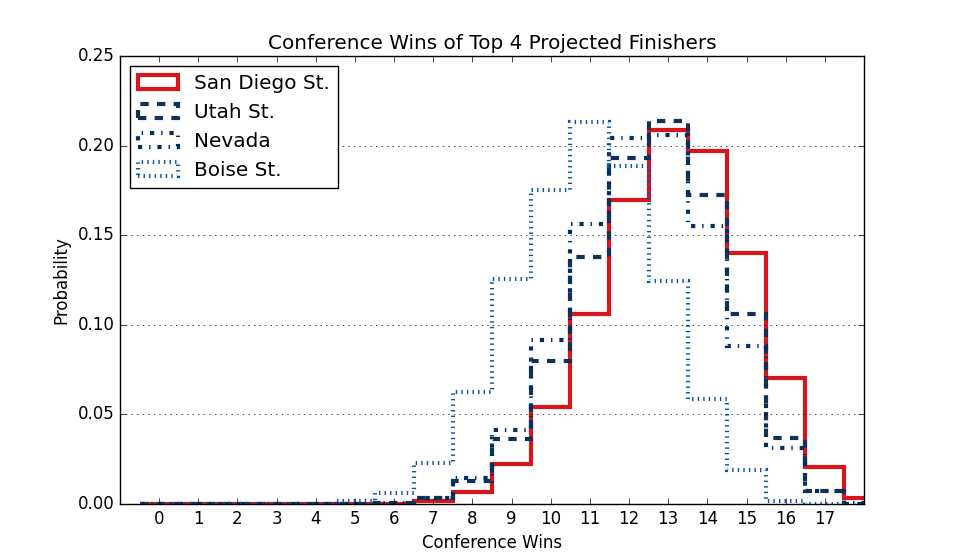 Conference Wins of Top 4 Projected Finishers
San Diego St.
Utah St.
Nevada
Boise St.
0.25
0.20
0.15
0.10
0.05
0.00
Probability
0 1 2 3 4 5 6 7 8 9 10 11 12 13 14 15 16 17
Conference Wins